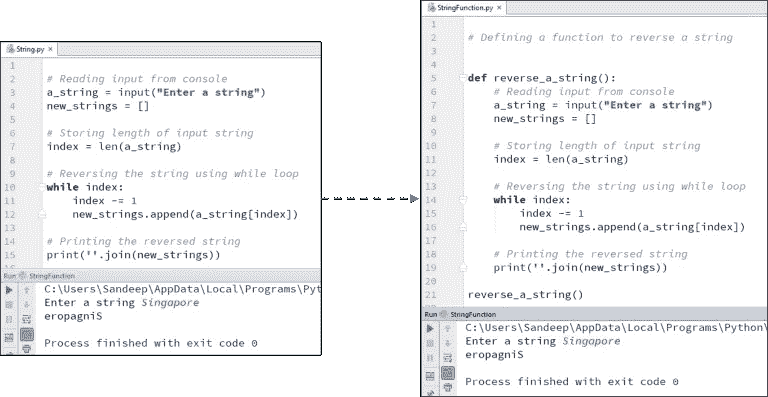 String.py
1
2 # Reading input from console
3 a_string = input("Enter a string")
4 new_strings = []
5
6 # Storing length of input string
7 index = len(a_string)
8
9 # Reversing the string using while loop
10 while index:
11 index -= 1
12 new_strings.append(a_string[index])
13
14 # Printing the reversed string
15 print(''.join(new_strings))
Run StringFunction
C:\Users\Sandeep\AppData\Local\Programs\Pyt
Enter a string Singapore
eropagniS
Process finished with exit code 0
StringFunction.py
1
2 # Defining a function to reverse a string
3
4
5 def reverse_a_string():
6 # Reading input from console
7 a_string = input("Enter a string")
8 new_strings = []
9
10 # Storing length of input string
11 index = len(a_string)
12
13 # Reversing the string using while loop
14 while index:
15 index -= 1
16 new_strings.append(a_string[index])
17
18 # Printing the reversed string
19 print(''.join(new_strings))
20
21 reverse_a_string()
Run StringFunction
C:\Users\Sandeep\AppData\Local\Programs\Python\
Enter a string Singapore
eropagniS
Process finished with exit code 0